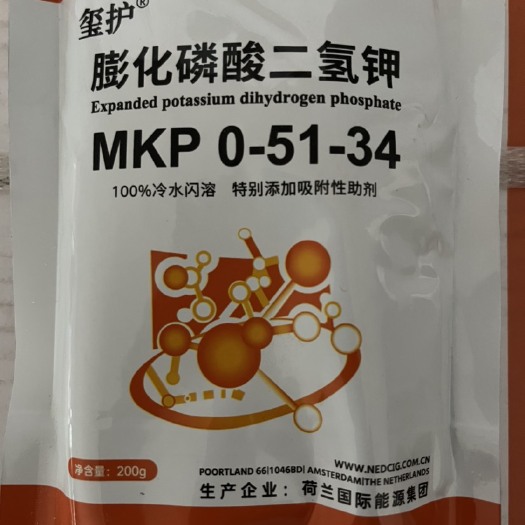 玺护®
膨化磷酸二氢钾
Expanded potassium dihydrogen phosphate
MKP 0-51-34
100%冷水闪溶 特别添加吸附性助剂
净含量：200g
WWW.NEDCIG.COM.CN
POORTLAND 66|1046BD| AMSTERDAM|THE NETHERLANDS
生产企业：荷兰国际能源集团